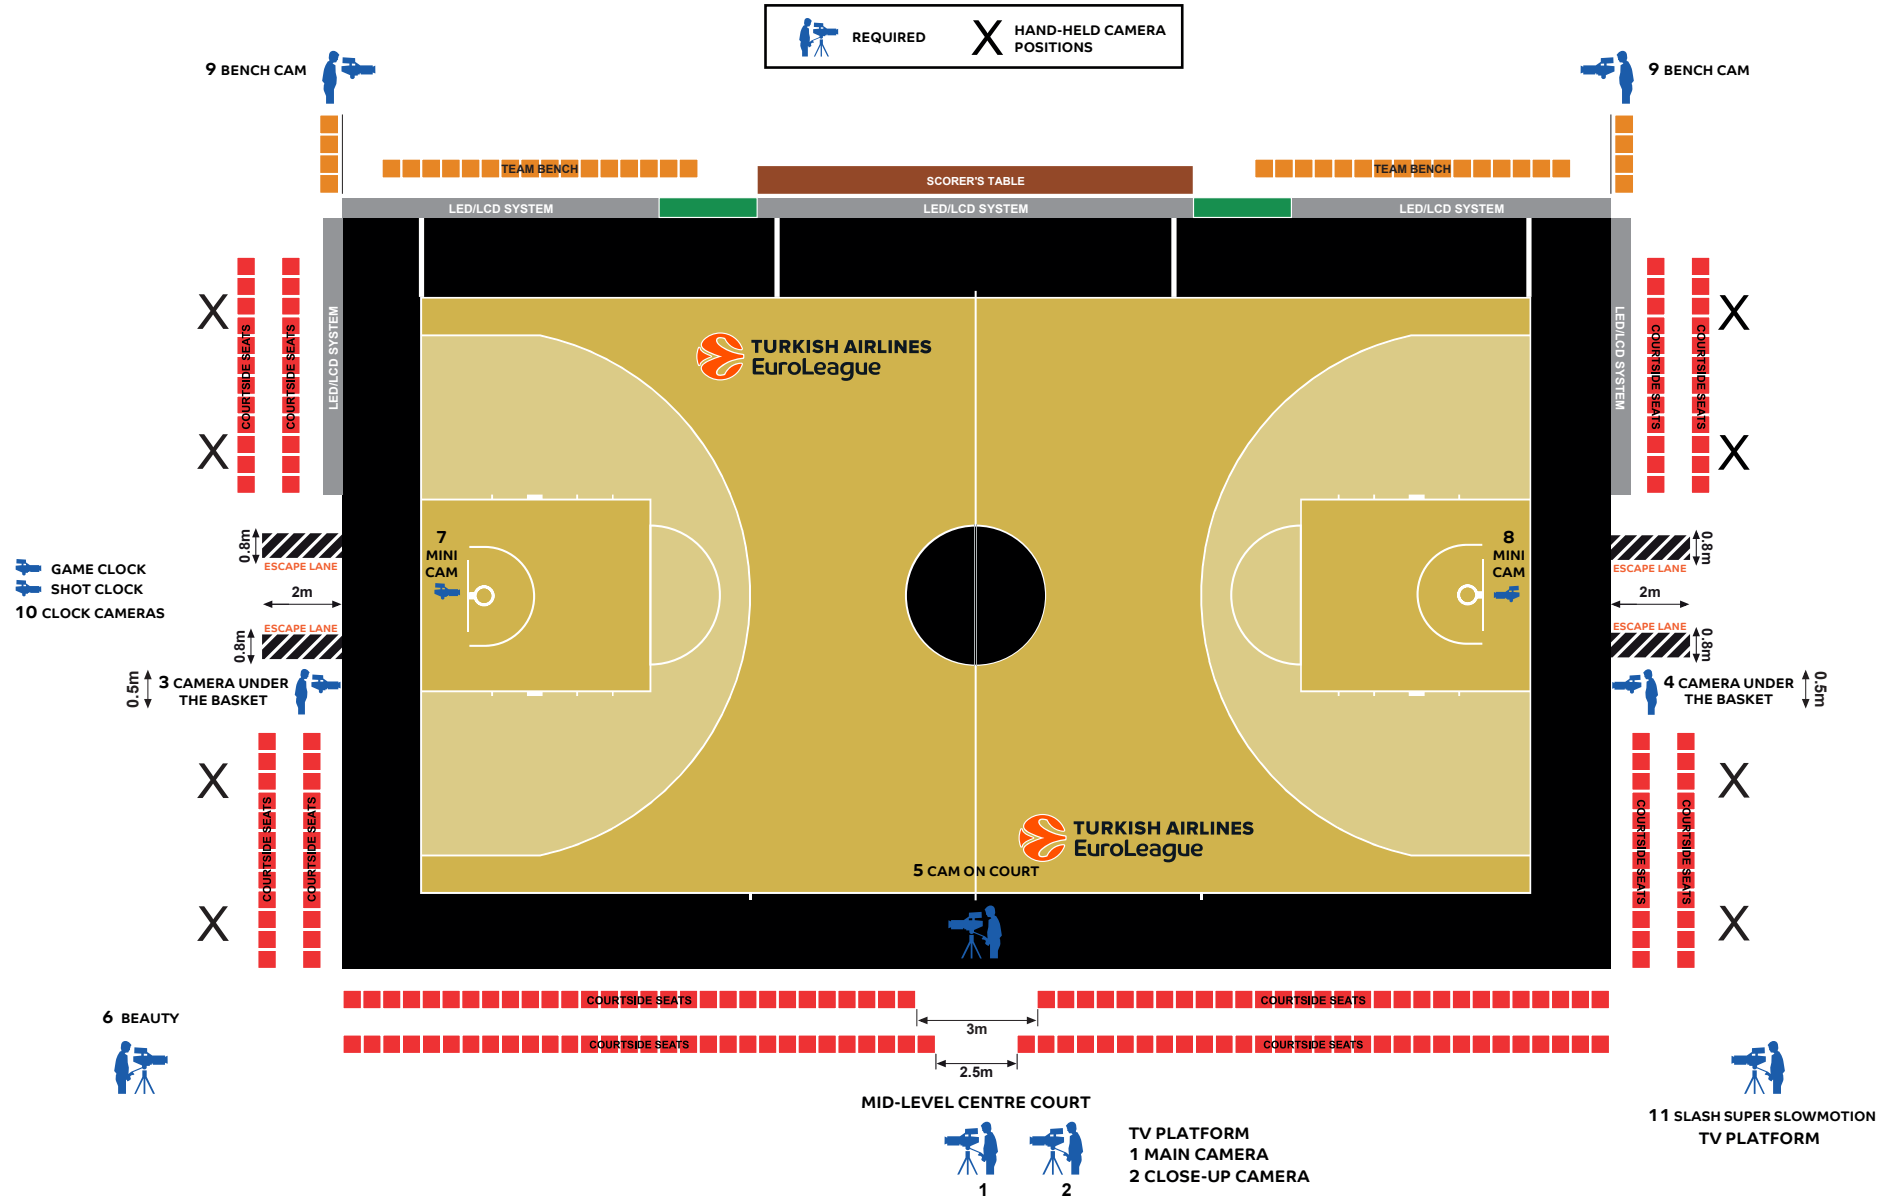 REQUIRED
X
HAND-HELD CAMERA
POSITIONS
9 BENCH CAM
9 BENCH CAM
TEAM BENCH
SCORER'S TABLE
TEAM BENCH
LED/LCD SYSTEM
LED/LCD SYSTEM
LED/LCD SYSTEM
X
COURTSIDE SEATS
COURTSIDE SEATS
LED/LCD SYSTEM
TURKISH AIRLINES
EuroLeague
LED/LCD SYSTEM
COURTSIDE SEATS
COURTSIDE SEATS
X
X
X
0.8m
ESCAPE LANE
7
MINI
CAM
8
MINI
CAM
0.8m
ESCAPE LANE
GAME CLOCK
SHOT CLOCK
10 CLOCK CAMERAS
2m
2m
ESCAPE LANE
0.8m
ESCAPE LANE
0.8m
0.5m
3 CAMERA UNDER
THE BASKET
4 CAMERA UNDER
THE BASKET
0.5m
X
COURTSIDE SEATS
COURTSIDE SEATS
TURKISH AIRLINES
EuroLeague
5 CAM ON COURT
COURTSIDE SEATS
COURTSIDE SEATS
X
X
X
COURTSIDE SEATS
COURTSIDE SEATS
3m
COURTSIDE SEATS
COURTSIDE SEATS
2.5m
6 BEAUTY
MID-LEVEL CENTRE COURT
TV PLATFORM
1 MAIN CAMERA
2 CLOSE-UP CAMERA
1
2
11 SLASH SUPER SLOWMOTION
TV PLATFORM